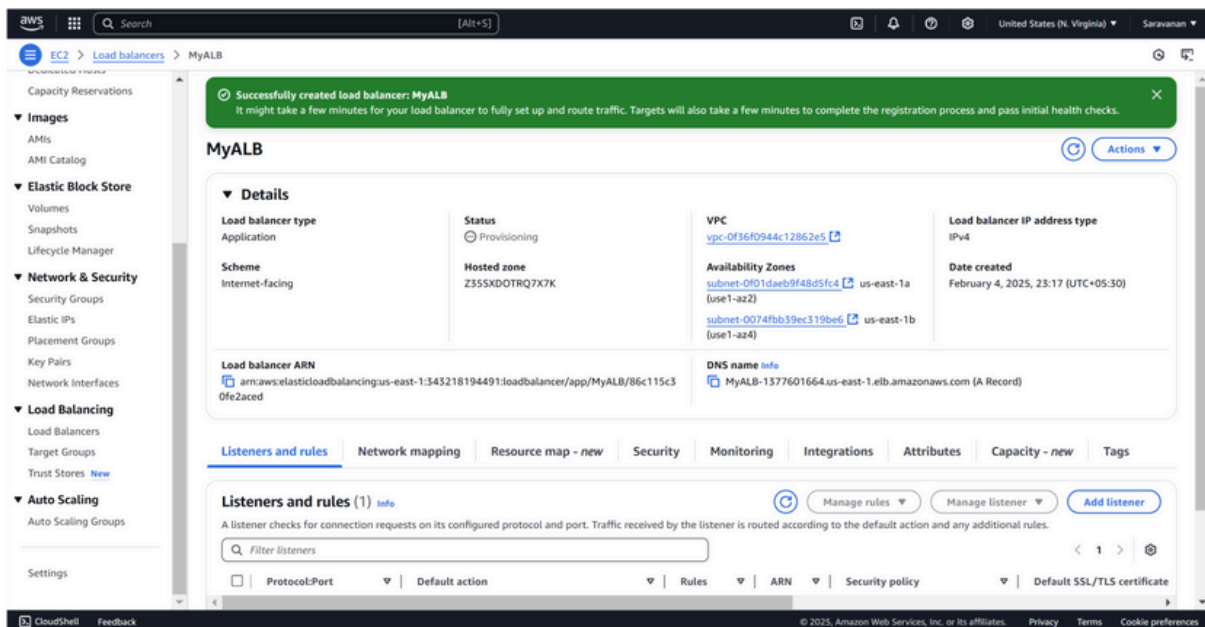 aws
Search
[Alt+S]
United States (N. Virginia)
Saravanan
EC2 > Load balancers > MyALB
Dedicated Hosts
Capacity Reservations
Images
AMIs
AMI Catalog
Elastic Block Store
Volumes
Snapshots
Lifecycle Manager
Network & Security
Security Groups
Elastic IPs
Placement Groups
Key Pairs
Network Interfaces
Load Balancing
Load Balancers
Target Groups
Trust Stores New
Auto Scaling
Auto Scaling Groups
Settings
Successfully created load balancer: MyALB
It might take a few minutes for your load balancer to fully set up and route traffic. Targets will also take a few minutes to complete the registration process and pass initial health checks.
MyALB
Actions
Details
Load balancer type
Application
Status
Provisioning
VPC
vpc-0f36f0944c12862e5
Load balancer IP address type
IPv4
Scheme
Internet-facing
Hosted zone
Z35SXDOTRQ7X7K
Availability Zones
subnet-0f01daeb9f48d5fc4 us-east-1a
(use1-az2)
subnet-0074fbb39ec319be6 us-east-1b
(use1-az4)
Date created
February 4, 2025, 23:17 (UTC+05:30)
Load balancer ARN
arn:aws:elasticloadbalancing:us-east-1:343218194491:loadbalancer/app/MyALB/86c115c3
0fe2aced
DNS name Info
MyALB-1377601664.us-east-1.elb.amazonaws.com (A Record)
Listeners and rules
Network mapping
Resource map - new
Security
Monitoring
Integrations
Attributes
Capacity - new
Tags
Listeners and rules (1) Info
Manage rules
Manage listener
Add listener
A listener checks for connection requests on its configured protocol and port. Traffic received by the listener is routed according to the default action and any additional rules.
Filter listeners
1
Protocol:Port
Default action
Rules
ARN
Security policy
Default SSL/TLS certificate
CloudShell
Feedback
© 2025, Amazon Web Services, Inc. or its affiliates.
Privacy
Terms
Cookie preferences